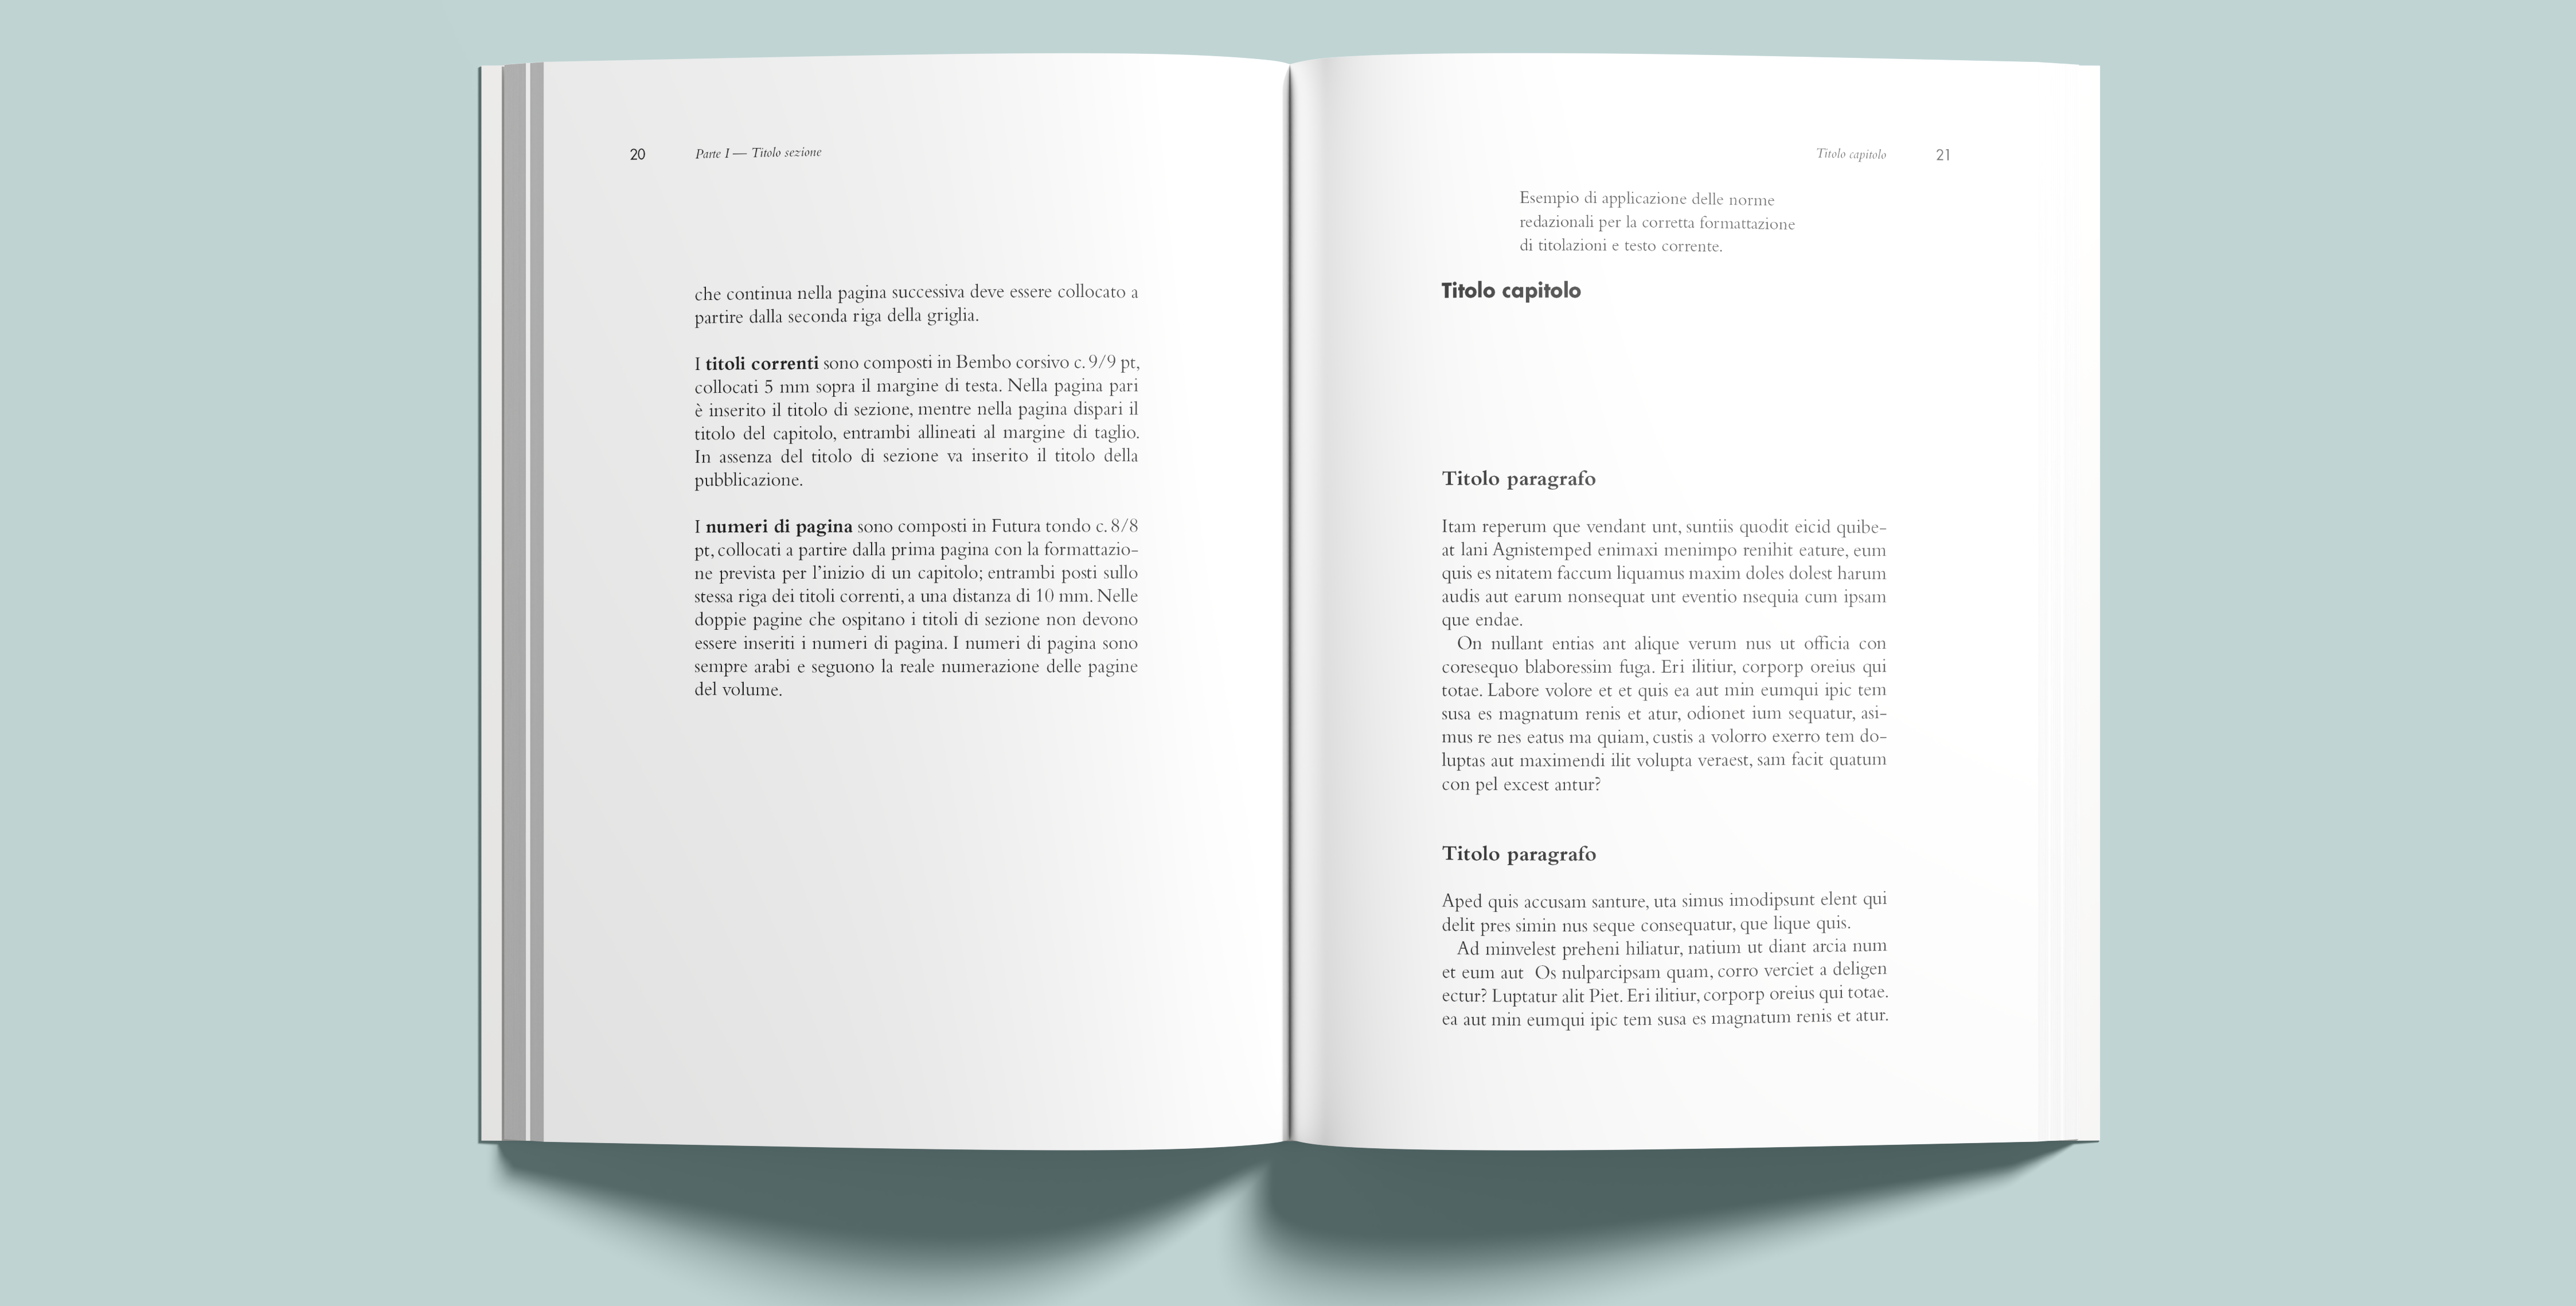 20 Parte I — Titolo sezione
che continua nella pagina successiva deve essere collocato a
partire dalla seconda riga della griglia.
I titoli correnti sono composti in Bembo corsivo c. 9/9 pt,
collocati 5 mm sopra il margine di testa. Nella pagina pari
è inserito il titolo di sezione, mentre nella pagina dispari il
titolo del capitolo, entrambi allineati al margine di taglio.
In assenza del titolo di sezione va inserito il titolo della
pubblicazione.
I numeri di pagina sono composti in Futura tondo c. 8/8
pt, collocati a partire dalla prima pagina con la formattazio-
ne prevista per l’inizio di un capitolo; entrambi posti sullo
stessa riga dei titoli correnti, a una distanza di 10 mm. Nelle
doppie pagine che ospitano i titoli di sezione non devono
essere inseriti i numeri di pagina. I numeri di pagina sono
sempre arabi e seguono la reale numerazione delle pagine
del volume.
Titolo capitolo 21
Esempio di applicazione delle norme
redazionali per la corretta formattazione
di titolazioni e testo corrente.
Titolo capitolo
Titolo paragrafo
Itam reperum que vendant unt, suntiis quodit eicid quibe-
at lani Agnistemped enimaxi menimpo renihit eature, eum
quis es nitatem faccum liquamus maxim doles dolest harum
audis aut earum nonsequat unt eventio nsequia cum ipsam
que endae.
On nullant entias ant alique verum nus ut officia con
coresequo blaboressim fuga. Eri ilitiur, corporp oreius qui
totae. Labore volore et et quis ea aut min eumqui ipic tem
susa es magnatum renis et atur, odionet ium sequatur, asi-
mus re nes eatus ma quiam, custis a volorro exerro tem do-
luptas aut maximendi ilit volupta veraest, sam facit quatum
con pel excest antur?
Titolo paragrafo
Aped quis accusam santure, uta simus imodipsunt elent qui
delit pres simin nus seque consequatur, que lique quis.
Ad minvelest preheni hiliatur, natium ut diant arcia num
et eum aut  Os nulparcipsam quam, corro verciet a deligen
ectur? Luptatur alit Piet. Eri ilitiur, corporp oreius qui totae.
ea aut min eumqui ipic tem susa es magnatum renis et atur.